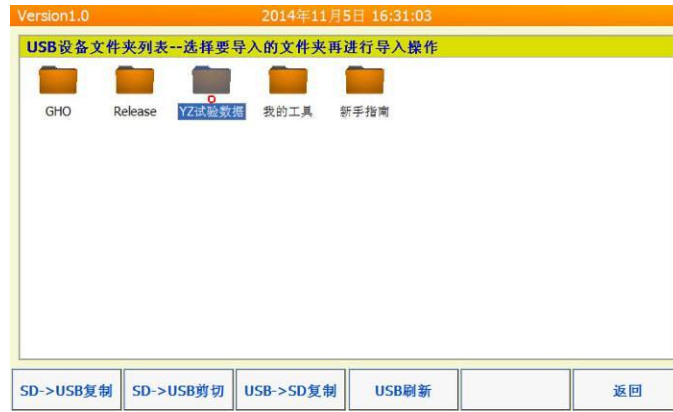 Version1.0 2014年11月5日 16:31:03
USB设备文件夹列表--选择要导入的文件夹再进行导入操作
GHO Release YZ试验数据 我的工具 新手指南
SD->USB复制 SD->USB剪切 USB->SD复制 USB刷新 返回